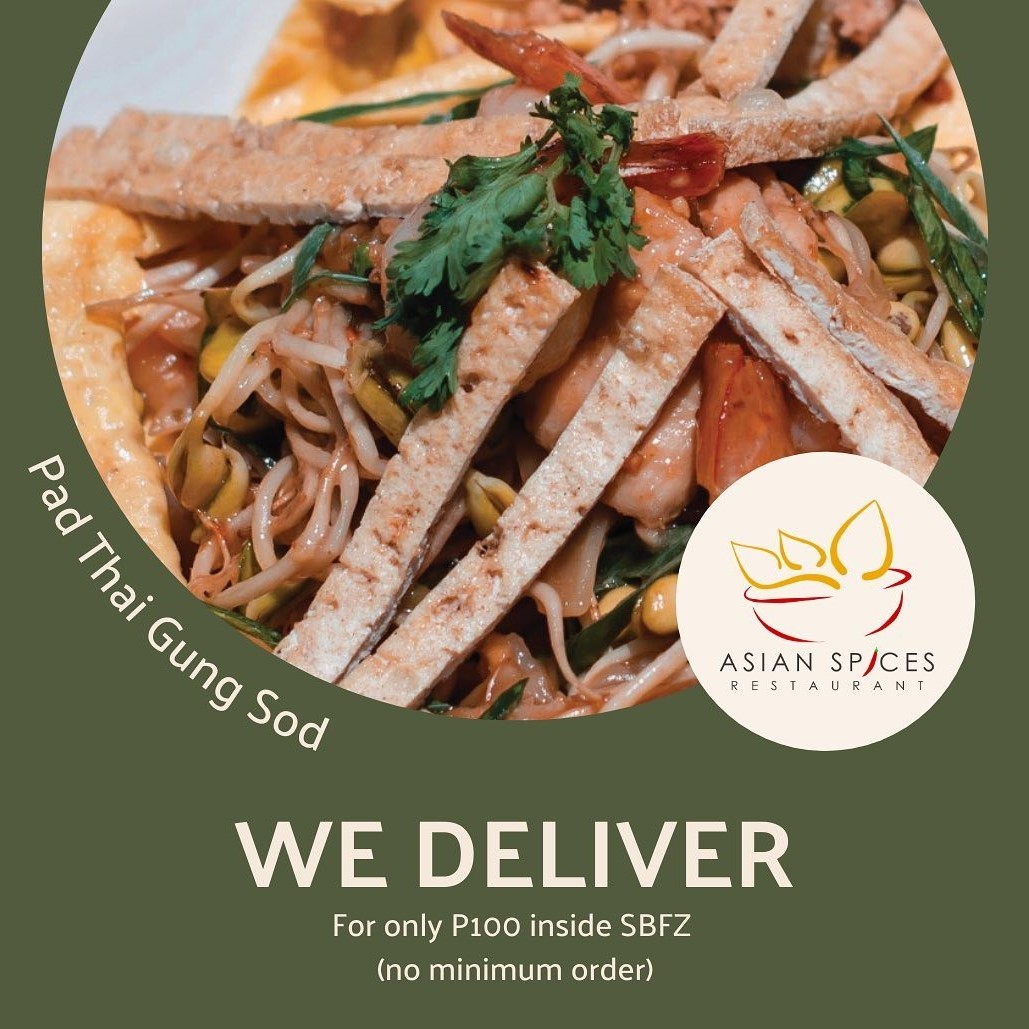 Pad Thai Gung Sod
ASIAN SPICES
RESTAURANT
WE DELIVER
For only P100 inside SBFZ
(no minimum order)